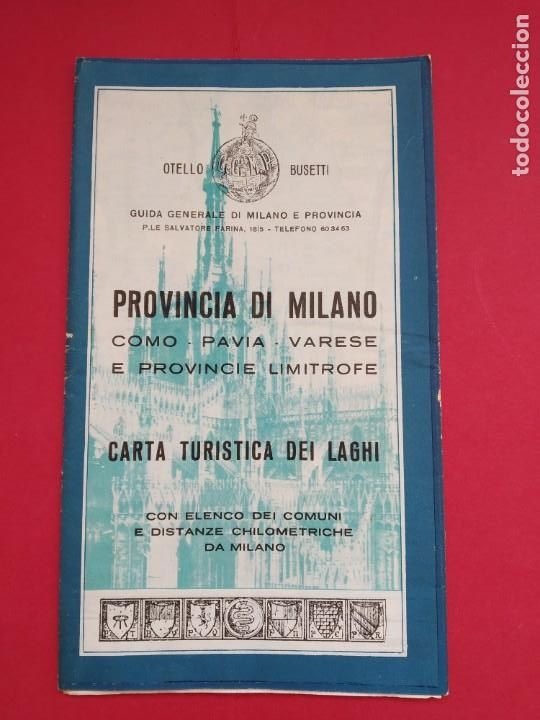 OTELLO BUSETTI
GUIDA GENERALE DI MILANO E PROVINCIA
P.LE SALVATORE FARINA, 18/5 - TELEFONO 60 34 63
PROVINCIA DI MILANO
COMO - PAVIA - VARESE
E PROVINCIE LIMITROFE
CARTA TURISTICA DEI LAGHI
CON ELENCO DEI COMUNI
E DISTANZE CHILOMETRICHE
DA MILANO
todocoleccion